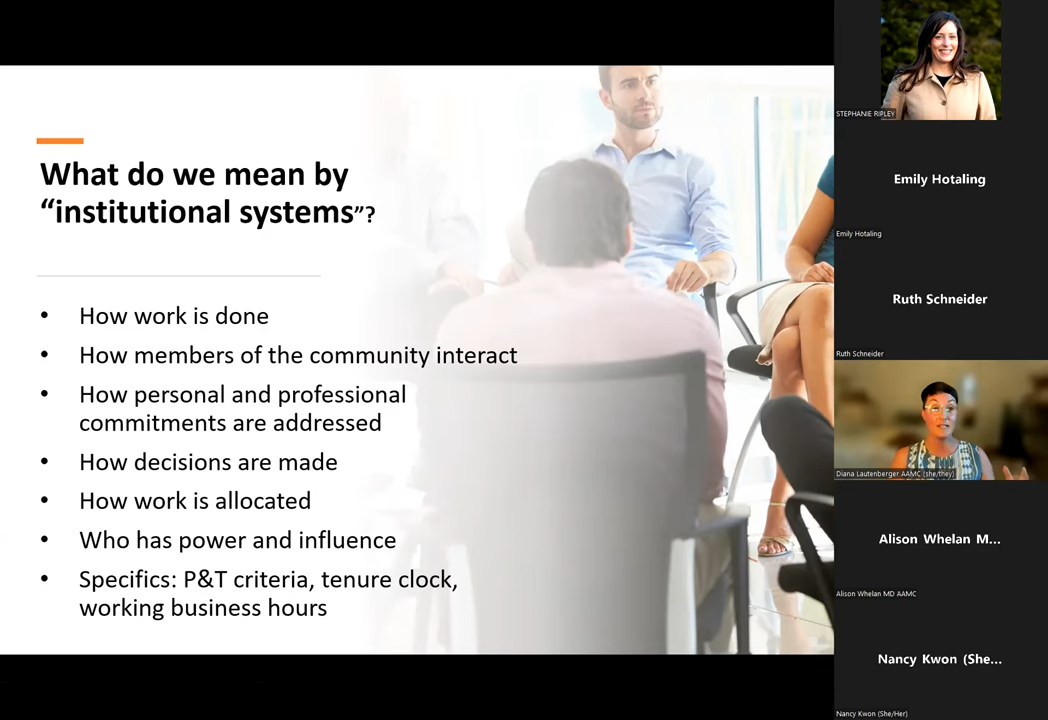 What do we mean by
“institutional systems”?
• How work is done
• How members of the community interact
• How personal and professional
commitments are addressed
• How decisions are made
• How work is allocated
• Who has power and influence
• Specifics: P&T criteria, tenure clock,
working business hours
STEPHANIE RIPLEY
Emily Hotaling
Emily Hotaling
Ruth Schneider
Ruth Schneider
Diana Lautenberger AAMC (she/they)
Alison Whelan M...
Alison Whelan MD AAMC
Nancy Kwon (She...
Nancy Kwon (She/Her)